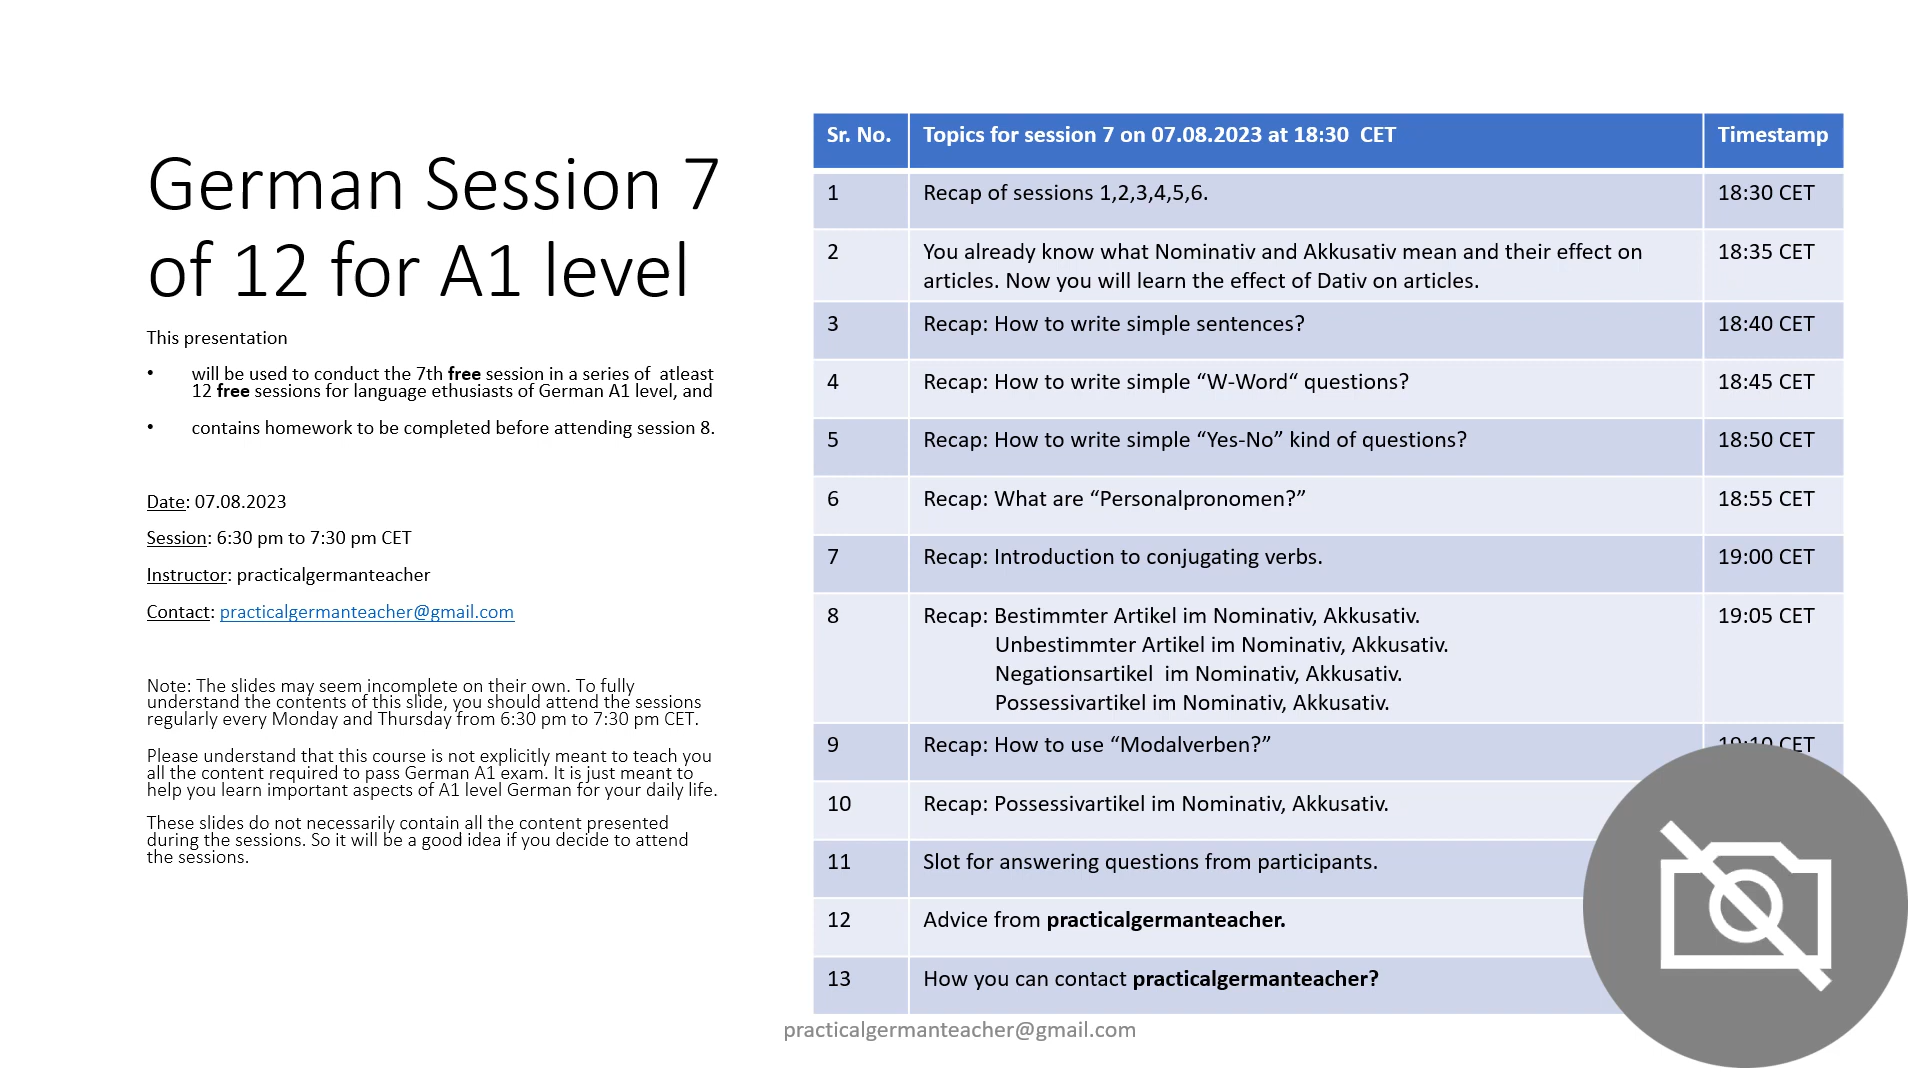 German Session 7
of 12 for A1 level
This presentation
• will be used to conduct the 7th free session in a series of atleast
12 free sessions for language ethusiasts of German A1 level, and
• contains homework to be completed before attending session 8.
Date: 07.08.2023
Session: 6:30 pm to 7:30 pm CET
Instructor: practicalgermanteacher
Contact: practicalgermanteacher@gmail.com
Note: The slides may seem incomplete on their own. To fully
understand the contents of this slide, you should attend the sessions
regularly every Monday and Thursday from 6:30 pm to 7:30 pm CET.
Please understand that this course is not explicitly meant to teach you
all the content required to pass German A1 exam. It is just meant to
help you learn important aspects of A1 level German for your daily life.
These slides do not necessarily contain all the content presented
during the sessions. So it will be a good idea if you decide to attend
the sessions.
Sr. No. Topics for session 7 on 07.08.2023 at 18:30 CET Timestamp
1 Recap of sessions 1,2,3,4,5,6. 18:30 CET
2 You already know what Nominativ and Akkusativ mean and their effect on 18:35 CET
articles. Now you will learn the effect of Dativ on articles.
3 Recap: How to write simple sentences? 18:40 CET
4 Recap: How to write simple “W-Word“ questions? 18:45 CET
5 Recap: How to write simple “Yes-No” kind of questions? 18:50 CET
6 Recap: What are “Personalpronomen?” 18:55 CET
7 Recap: Introduction to conjugating verbs. 19:00 CET
8 Recap: Bestimmter Artikel im Nominativ, Akkusativ. 19:05 CET
Unbestimmter Artikel im Nominativ, Akkusativ.
Negationsartikel im Nominativ, Akkusativ.
Possessivartikel im Nominativ, Akkusativ.
9 Recap: How to use “Modalverben?” 19:10 CET
10 Recap: Possessivartikel im Nominativ, Akkusativ.
11 Slot for answering questions from participants.
12 Advice from practicalgermanteacher.
13 How you can contact practicalgermanteacher?
practicalgermanteacher@gmail.com